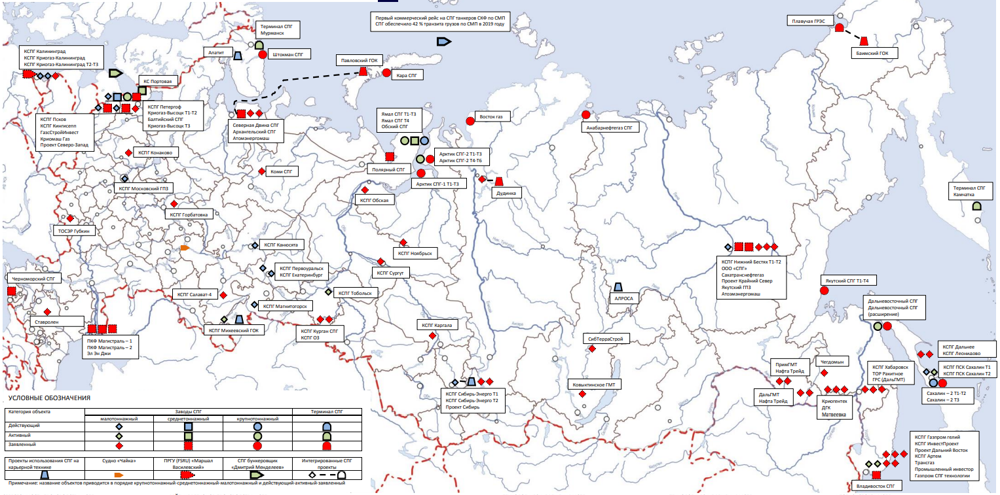 Первый коммерческий рейс на СПГ танкеров СКФ по СМП
СПГ обеспечило 42 % транзита грузов по СМП в 2019 году
Плавучая ГРЭС
Баимский ГОК
Терминал СПГ
Мурманск
Апатит
Штокман СПГ
КСПГ Калининград
КСПГ Криогаз-Калининград
КСПГ Криогаз-Калининград Т2-Т3
Павловский ГОК
Кара СПГ
КС Портовая
КСПГ Петергоф
Криогаз-Высоцк Т1-Т2
Балтийский СПГ
Криогаз-Высоцк Т3
КСПГ Псков
КСПГ Кингисепп
ГазсСтройИнвест
Криомаш Газ
Проект Северо-Запад
Северная Двина СПГ
Архангельский СПГ
Атомэнергомаш
Ямал СПГ Т1-Т3
Ямал СПГ Т4
Обский СПГ
Восток газ
Анабарнефтегаз СПГ
КСПГ Конаково
Арктик СПГ-2 Т1-Т3
Арктик СПГ-2 Т4-Т6
Полярный СПГ
Коми СПГ
Арктик СПГ-1 Т1-Т3
КСПГ Московский ГПЗ
Дудинка
Терминал СПГ
Камчатка
КСПГ Обская
КСПГ Горбатовка
ТОСЭР Губкин
КСПГ Канюсята
КСПГ Ноябрьск
КСПГ Первоуральск
КСПГ Екатеринбург
КСПГ Сургут
КСПГ Нижний Бестях Т1-Т2
ООО «СПГ»
Сахатранснефтегаз
Проект Крайний Север
Якутский ГПЗ
Атоэмэнергомаш
Черноморский СПГ
Якутский СПГ Т1-Т4
КСПГ Салават-4
КСПГ Тобольск
АЛРОСА
Дальневосточный СПГ
Дальневосточный СПГ
(расширение)
КСПГ Магнитогорск
Ставролен
КСПГ Михеевский ГОК
КСПГ Курган СПГ
КСПГ ОЗ
КСПГ Каргала
СибТерраСтрой
ПКФ Магистраль – 1
ПКФ Магистраль – 2
Эл Эн Джи
КСПГ Дальнее
КСПГ Леонидово
ПримГМТ
Нафта Трейд
Чегдомын
КСПГ Хабаровск
ТОР Ракитное
ГРС (ДальГМТ)
КСПГ ПСК Сахалин Т1
КСПГ ПСК Сахалин Т2
Ковыктинское ГМТ
КСПГ Сибирь-Энерго Т1
КСПГ Сибирь-Энерго Т2
Проект Сибирь
ДальГМТ
Нафта Трейд
Криогентех
ДГК
Матвеевка
Сахалин – 2 Т1-Т2
Сахалин – 2 Т3
КСПГ Газпром гелий
КСПГ ИнвестПроект
Проект Дальний Восток
КСПГ Артем
Трансгаз
Промышленный инвестор
Газпром СПГ технологии
Владивосток СПГ
УСЛОВНЫЕ ОБОЗНАЧЕНИЯ
Категория объекта
Заводы СПГ
Терминал СПГ
малотоннажный
среднетоннажный
крупнотоннажный
Действующий
Активный
Заявленный
Проекты использования СПГ на карьерной технике
Судно «Чайка»
ПРГУ (FSRU) «Маршал Василевский»
СПГ бункеровщик «Дмитрий Менделеев»
Интегрированные СПГ проекты
Примечание: название объектов приводится в порядке крупнотоннажный-среднетоннажный-малотоннажный и действующий-активный-заявленный